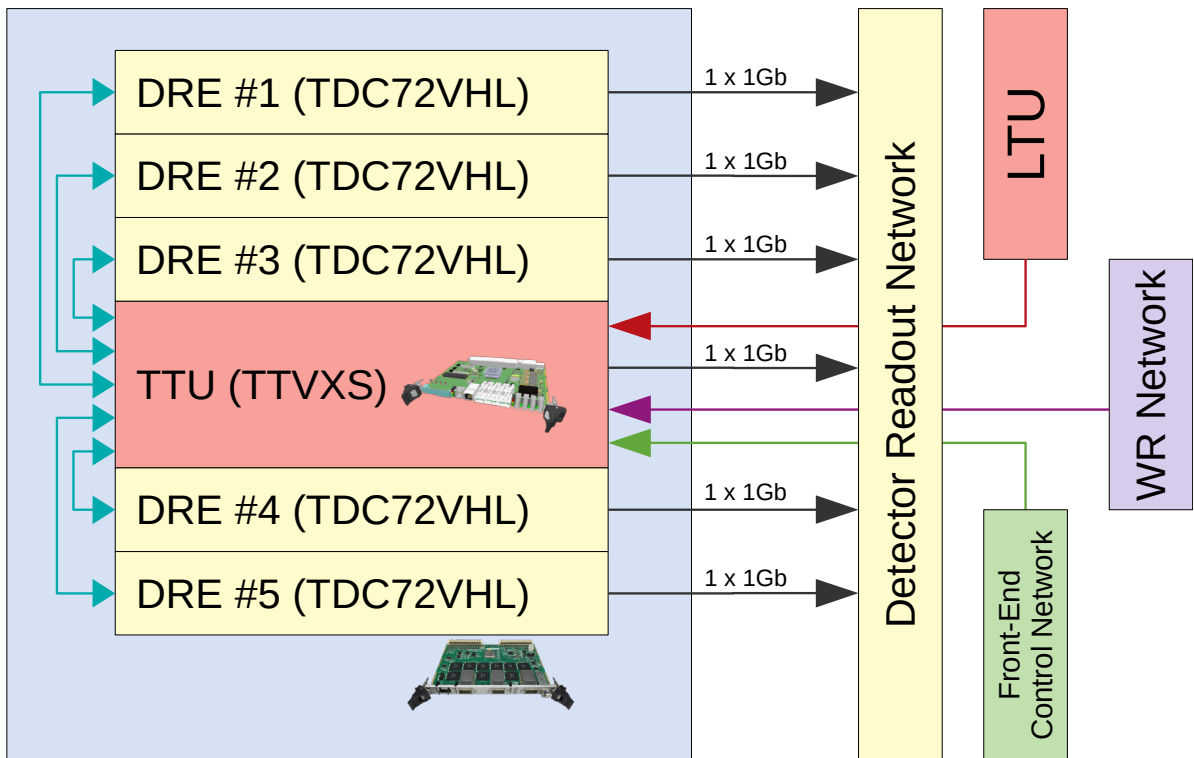 DRE #1 (TDC72VHL)
1 x 1Gb
DRE #2 (TDC72VHL)
1 x 1Gb
DRE #3 (TDC72VHL)
1 x 1Gb
TTU (TTVXS)
1 x 1Gb
DRE #4 (TDC72VHL)
1 x 1Gb
DRE #5 (TDC72VHL)
1 x 1Gb
Detector Readout Network
LTU
WR Network
Front-End
Control Network